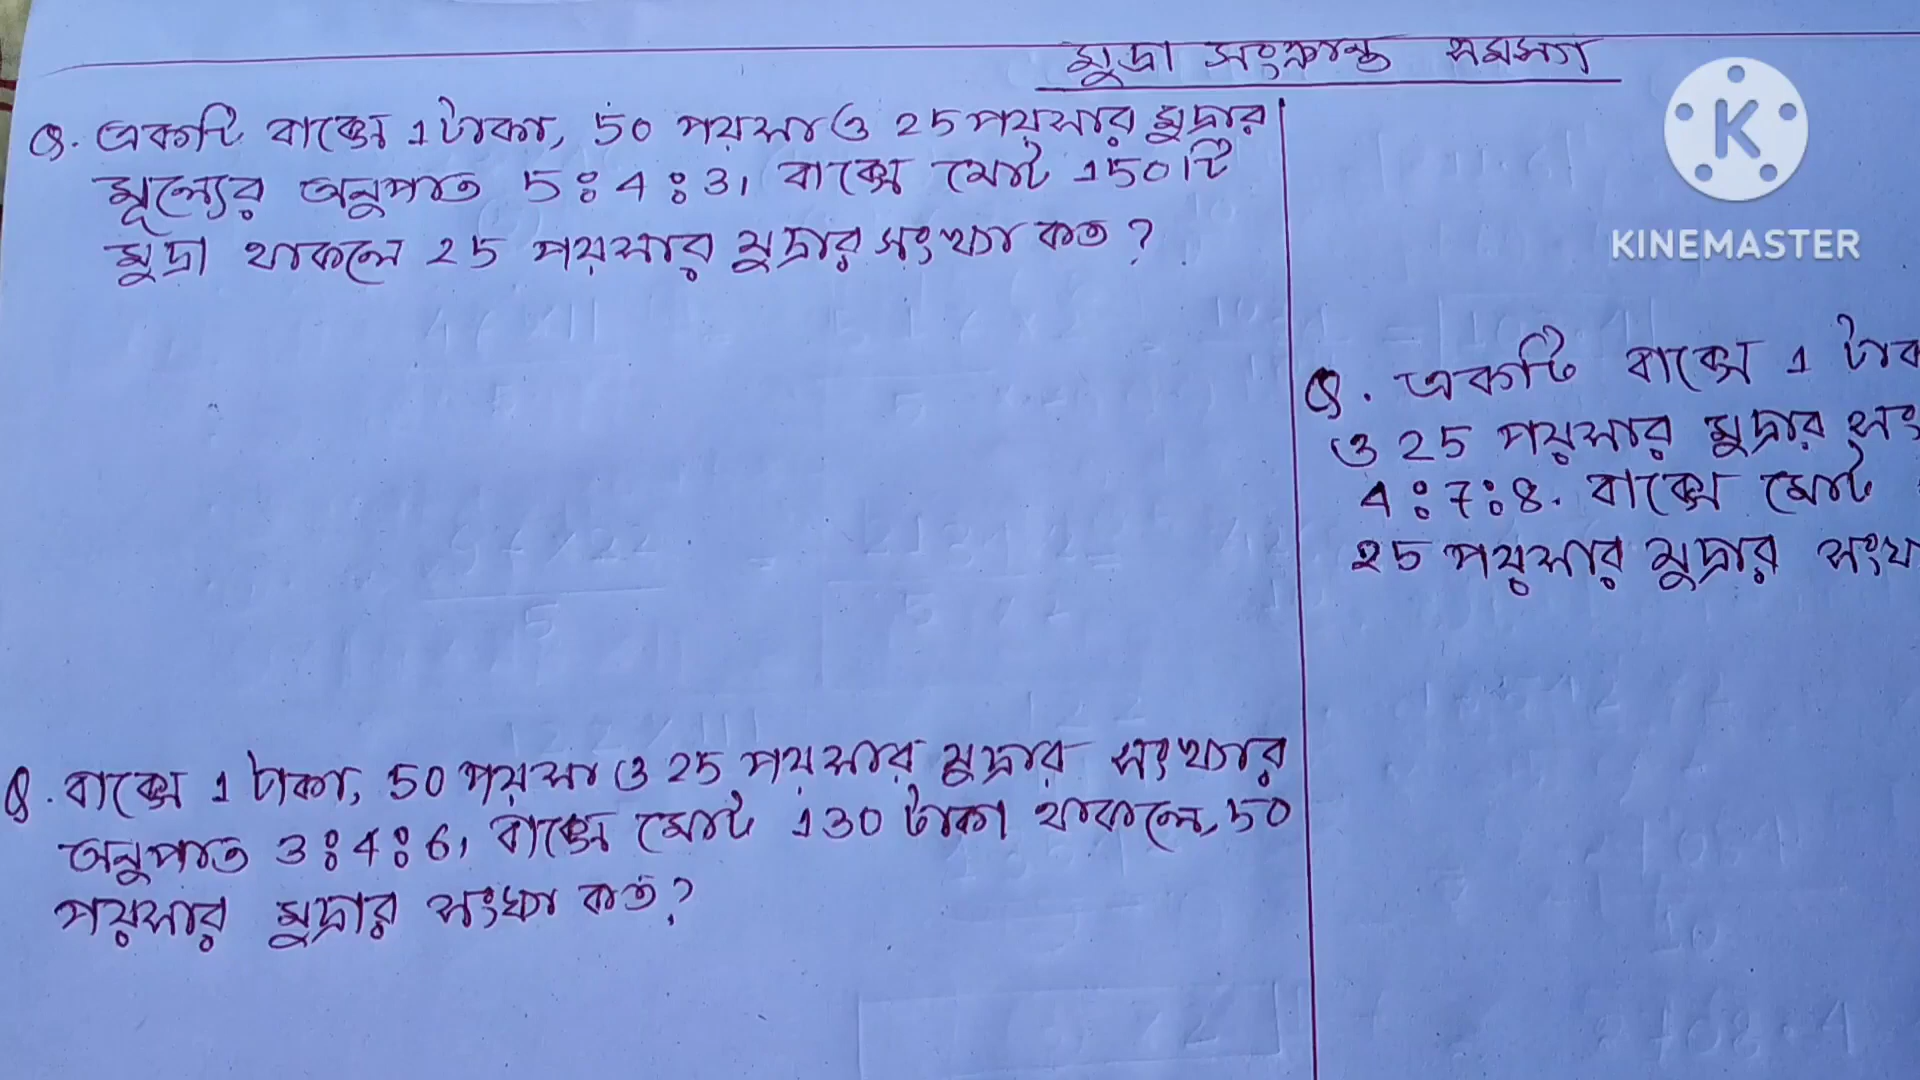 মুদ্রা সংক্রান্ত সমস্যা
Q. একটি বাক্সে 1 টাকা, 50 পয়সা ও 25 পয়সার মুদ্রার
মূল্যের অনুপাত 5:4:3, বাক্সে মোট 150 টি
মুদ্রা থাকলে 25 পয়সার মুদ্রার সংখ্যা কত?
Q. বাক্সে 1 টাকা, 50 পয়সা ও 25 পয়সার মুদ্রার সংখ্যার
অনুপাত 3:4:6, বাক্সে মোট 130 টাকা থাকলে, 50
পয়সার মুদ্রার সংখ্যা কত?
Q. একটি বাক্সে 1 টাক
ও 25 পয়সার মুদ্রার সং
4:7:8. বাক্সে মোট
25 পয়সার মুদ্রার সংখ্যা
K
KINEMASTER